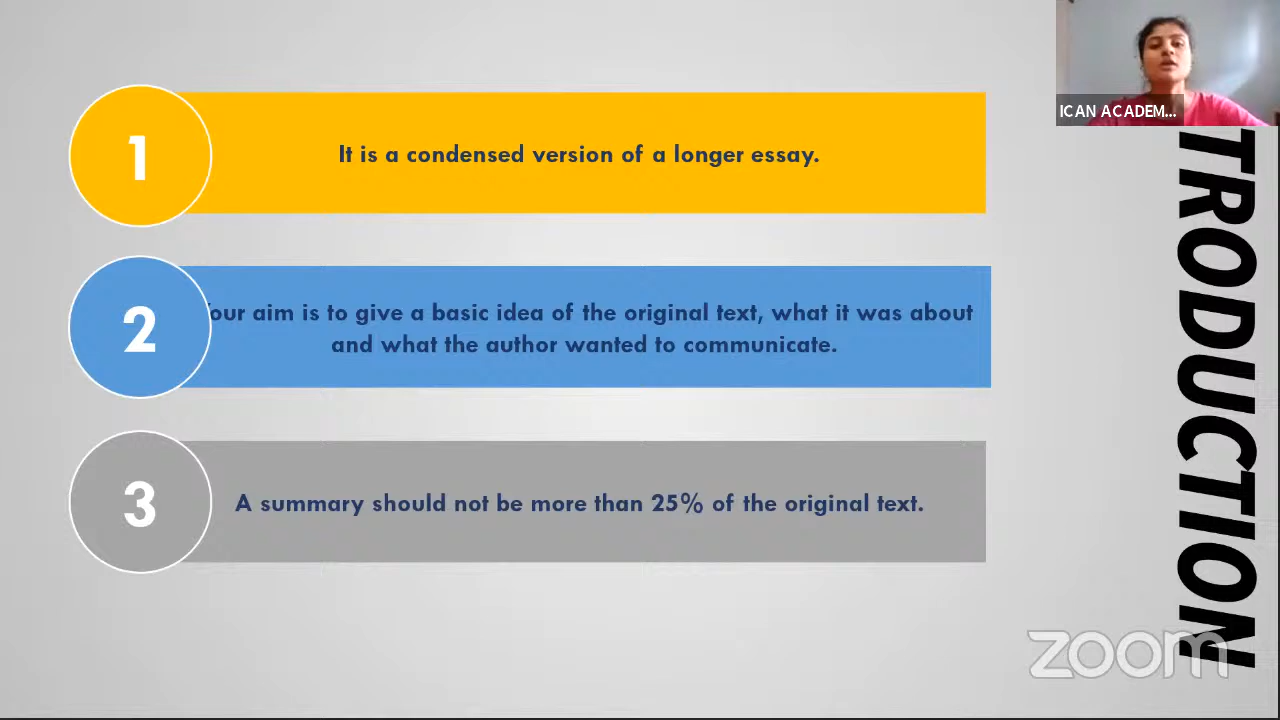 ICAN ACADEM...
1
It is a condensed version of a longer essay.
2
our aim is to give a basic idea of the original text, what it was about
and what the author wanted to communicate.
3
A summary should not be more than 25% of the original text.
TRODUCTION
zoom